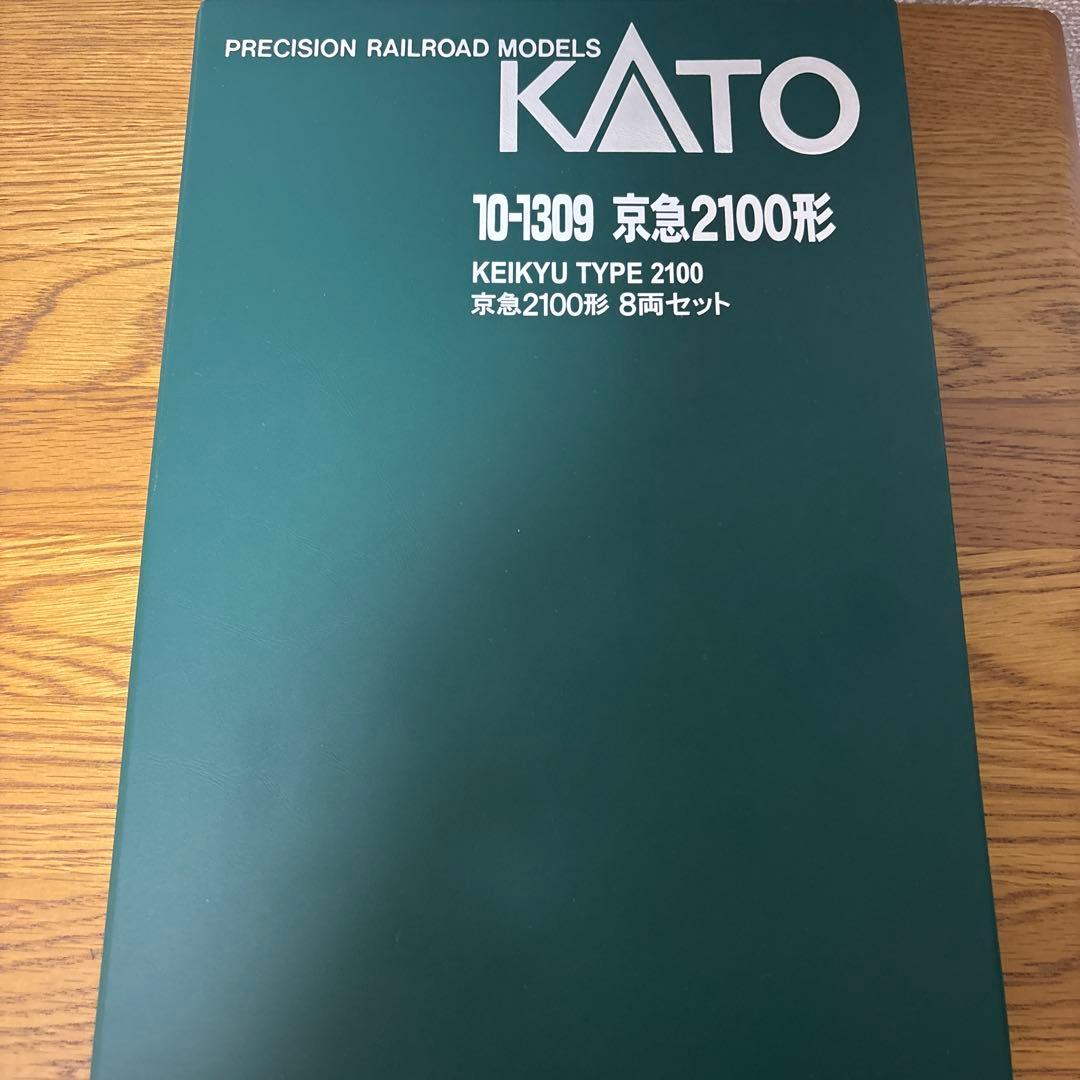 PRECISION RAILROAD MODELS
KATO
10-1309 京急2100形
KEIKYU TYPE 2100
京急2100形 8両セット